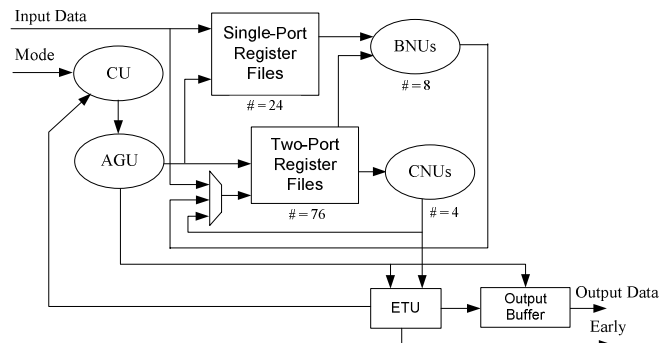 Input Data
Mode
CU
AGU
Single-Port
Register
Files
# = 24
BNUs
# = 8
Two-Port
Register
Files
# = 76
CNUs
# = 4
ETU
Output
Buffer
Output Data
Early